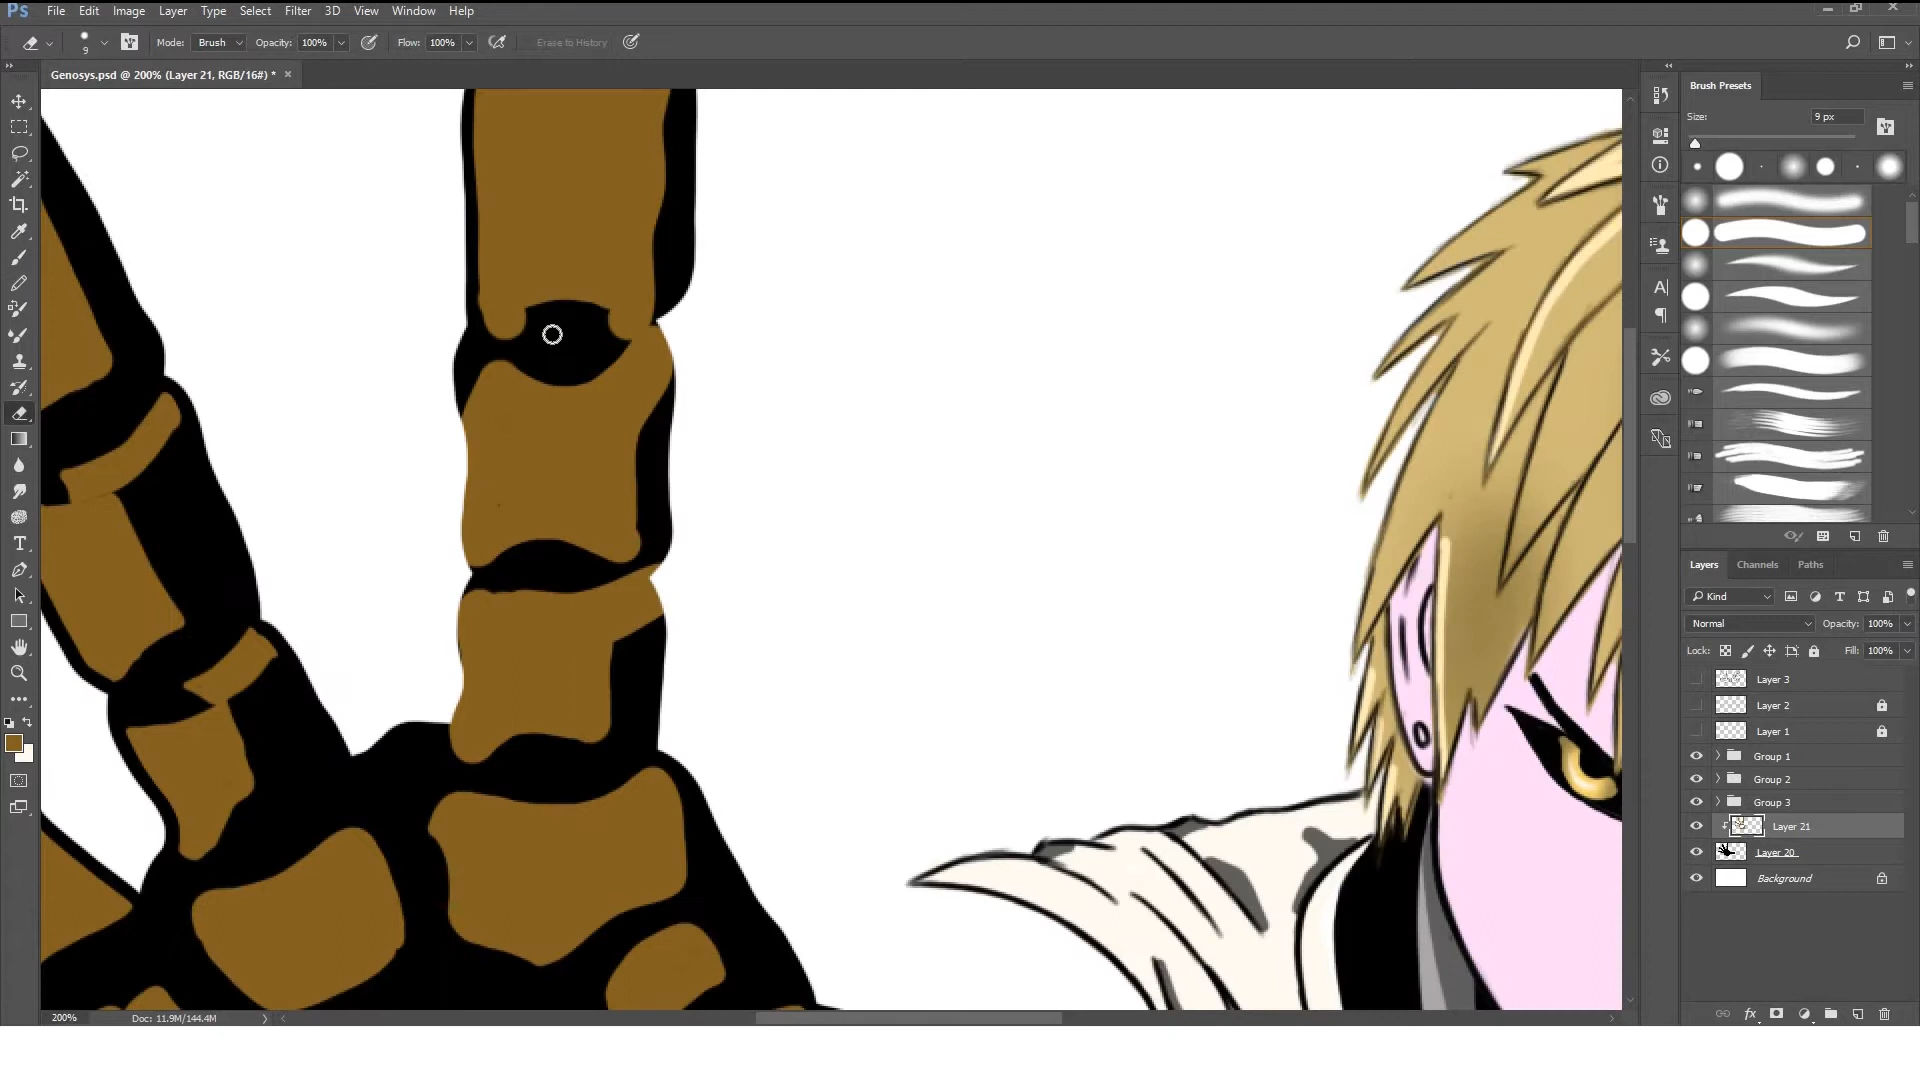 Ps File Edit Image Layer Type Select Filter 3D View Window Help
9 Mode: Brush Opacity: 100% Flow: 100% Erase to History
Genosys.psd @ 200% (Layer 21, RGB/16#) *
Brush Presets
Size: 9 px
Layers Channels Paths
Kind
Normal Opacity: 100%
Lock: Fill: 100%
Layer 3
Layer 2
Layer 1
Group 1
Group 2
Group 3
Layer 21
Layer 20
Background
200% Doc: 11.9M/144.4M